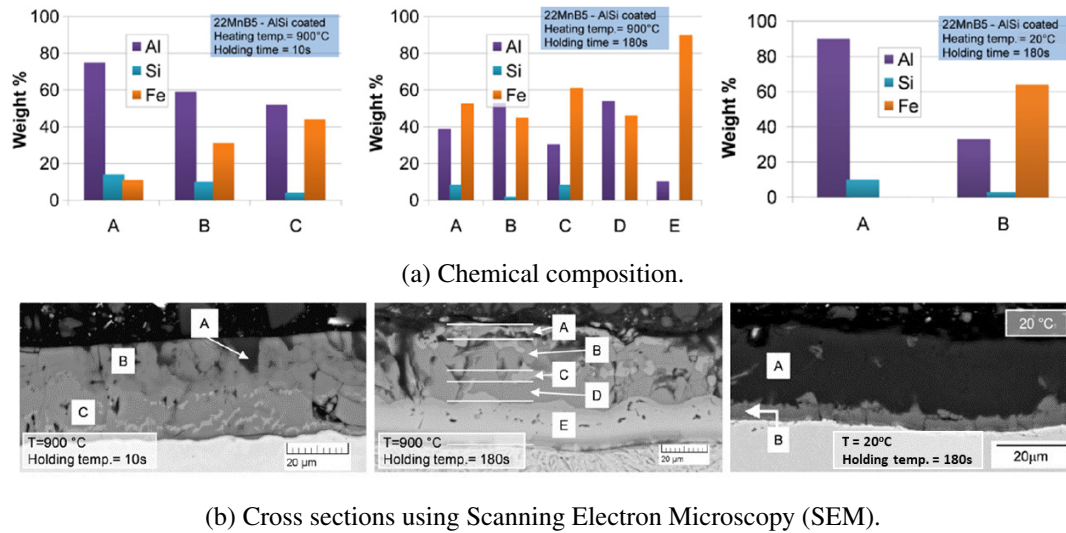 22MnB5 - AlSi coated
Heating temp.= 900°C
Holding time = 10s
Weight %
100
80
60
40
20
0
Al
Si
Fe
A B C
22MnB5 - AlSi coated
Heating temp.= 900°C
Holding time = 180s
Weight %
100
80
60
40
20
0
Al
Si
Fe
A B C D E
22MnB5 - AlSi coated
Heating temp. = 20°C
Holding time = 180s
Weight %
100
80
60
40
20
0
Al
Si
Fe
A B
(a) Chemical composition.
A
B
C
T=900 °C
Holding temp.= 10s
20 µm
A
B
C
D
E
T=900 °C
Holding temp.= 180s
20 µm
20 °C
A
B
T = 20°C
Holding temp. = 180s
20µm
(b) Cross sections using Scanning Electron Microscopy (SEM).